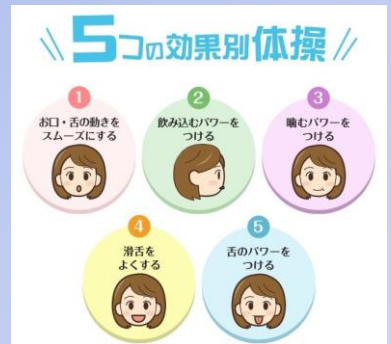 5つの効果別体操
1
お口・舌の動きを
スムーズにする
2
飲み込むパワーを
つける
3
噛むパワーを
つける
4
滑舌を
よくする
5
舌のパワーを
つける